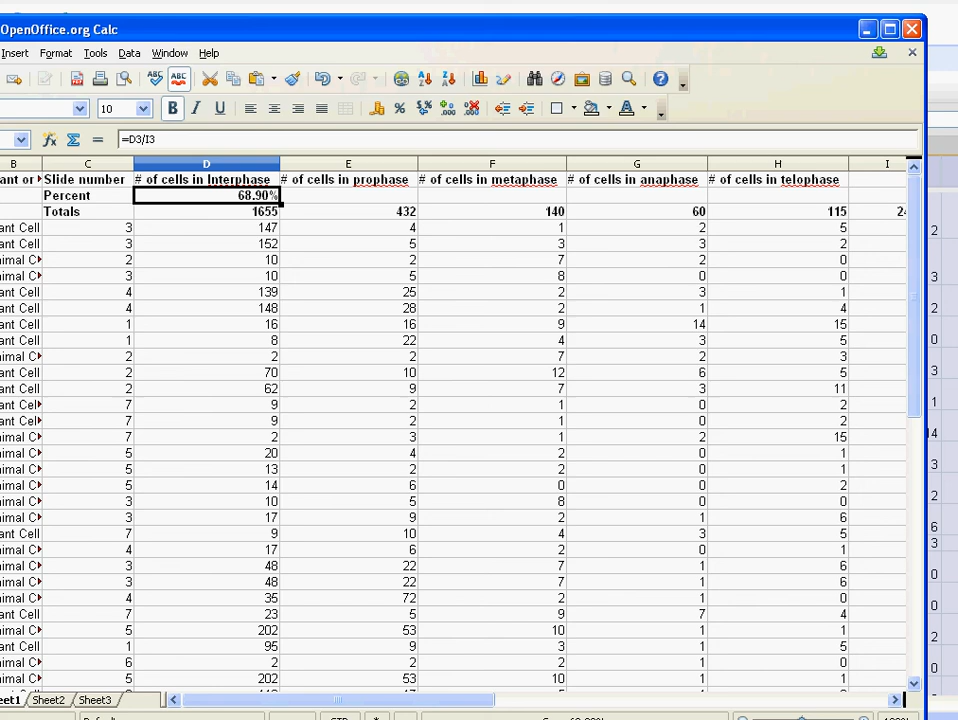 OpenOffice.org Calc
Insert Format Tools Data Window Help
10
=D3/I3
B C D E F G H I
ant or Slide number # of cells in Interphase # of cells in prophase # of cells in metaphase # of cells in anaphase # of cells in telophase
Percent 68.90%
Totals 1655 432 140 60 115 2
ant Cell 3 147 4 1 2 5
ant Cell 3 152 5 3 3 2
nimal C 2 10 2 7 2 0
nimal C 3 10 5 8 0 0
ant Cell 4 139 25 2 3 1
ant Cell 4 148 28 2 1 4
ant Cell 1 16 16 9 14 15
ant Cell 1 8 22 4 3 5
nimal C 2 2 2 7 2 3
ant Cell 2 70 10 12 6 5
ant Cell 2 62 9 7 3 11
ant Cell 7 9 2 1 0 2
ant Cell 7 9 2 1 0 2
nimal C 7 2 3 1 2 15
nimal C 5 20 4 2 0 1
nimal C 5 13 2 2 0 1
nimal C 5 14 6 0 0 2
nimal C 3 10 5 8 0 0
nimal C 3 17 9 2 1 6
ant Cell 7 9 10 4 3 5
nimal C 4 17 6 2 0 1
nimal C 3 48 22 7 1 6
nimal C 3 48 22 7 1 6
nimal C 4 35 72 2 1 0
ant Cell 7 23 5 9 7 4
nimal C 5 202 53 10 1 1
ant Cell 1 95 9 3 1 5
nimal C 6 2 2 2 1 0
nimal C 5 202 53 10 1 1
eet1 Sheet2 Sheet3